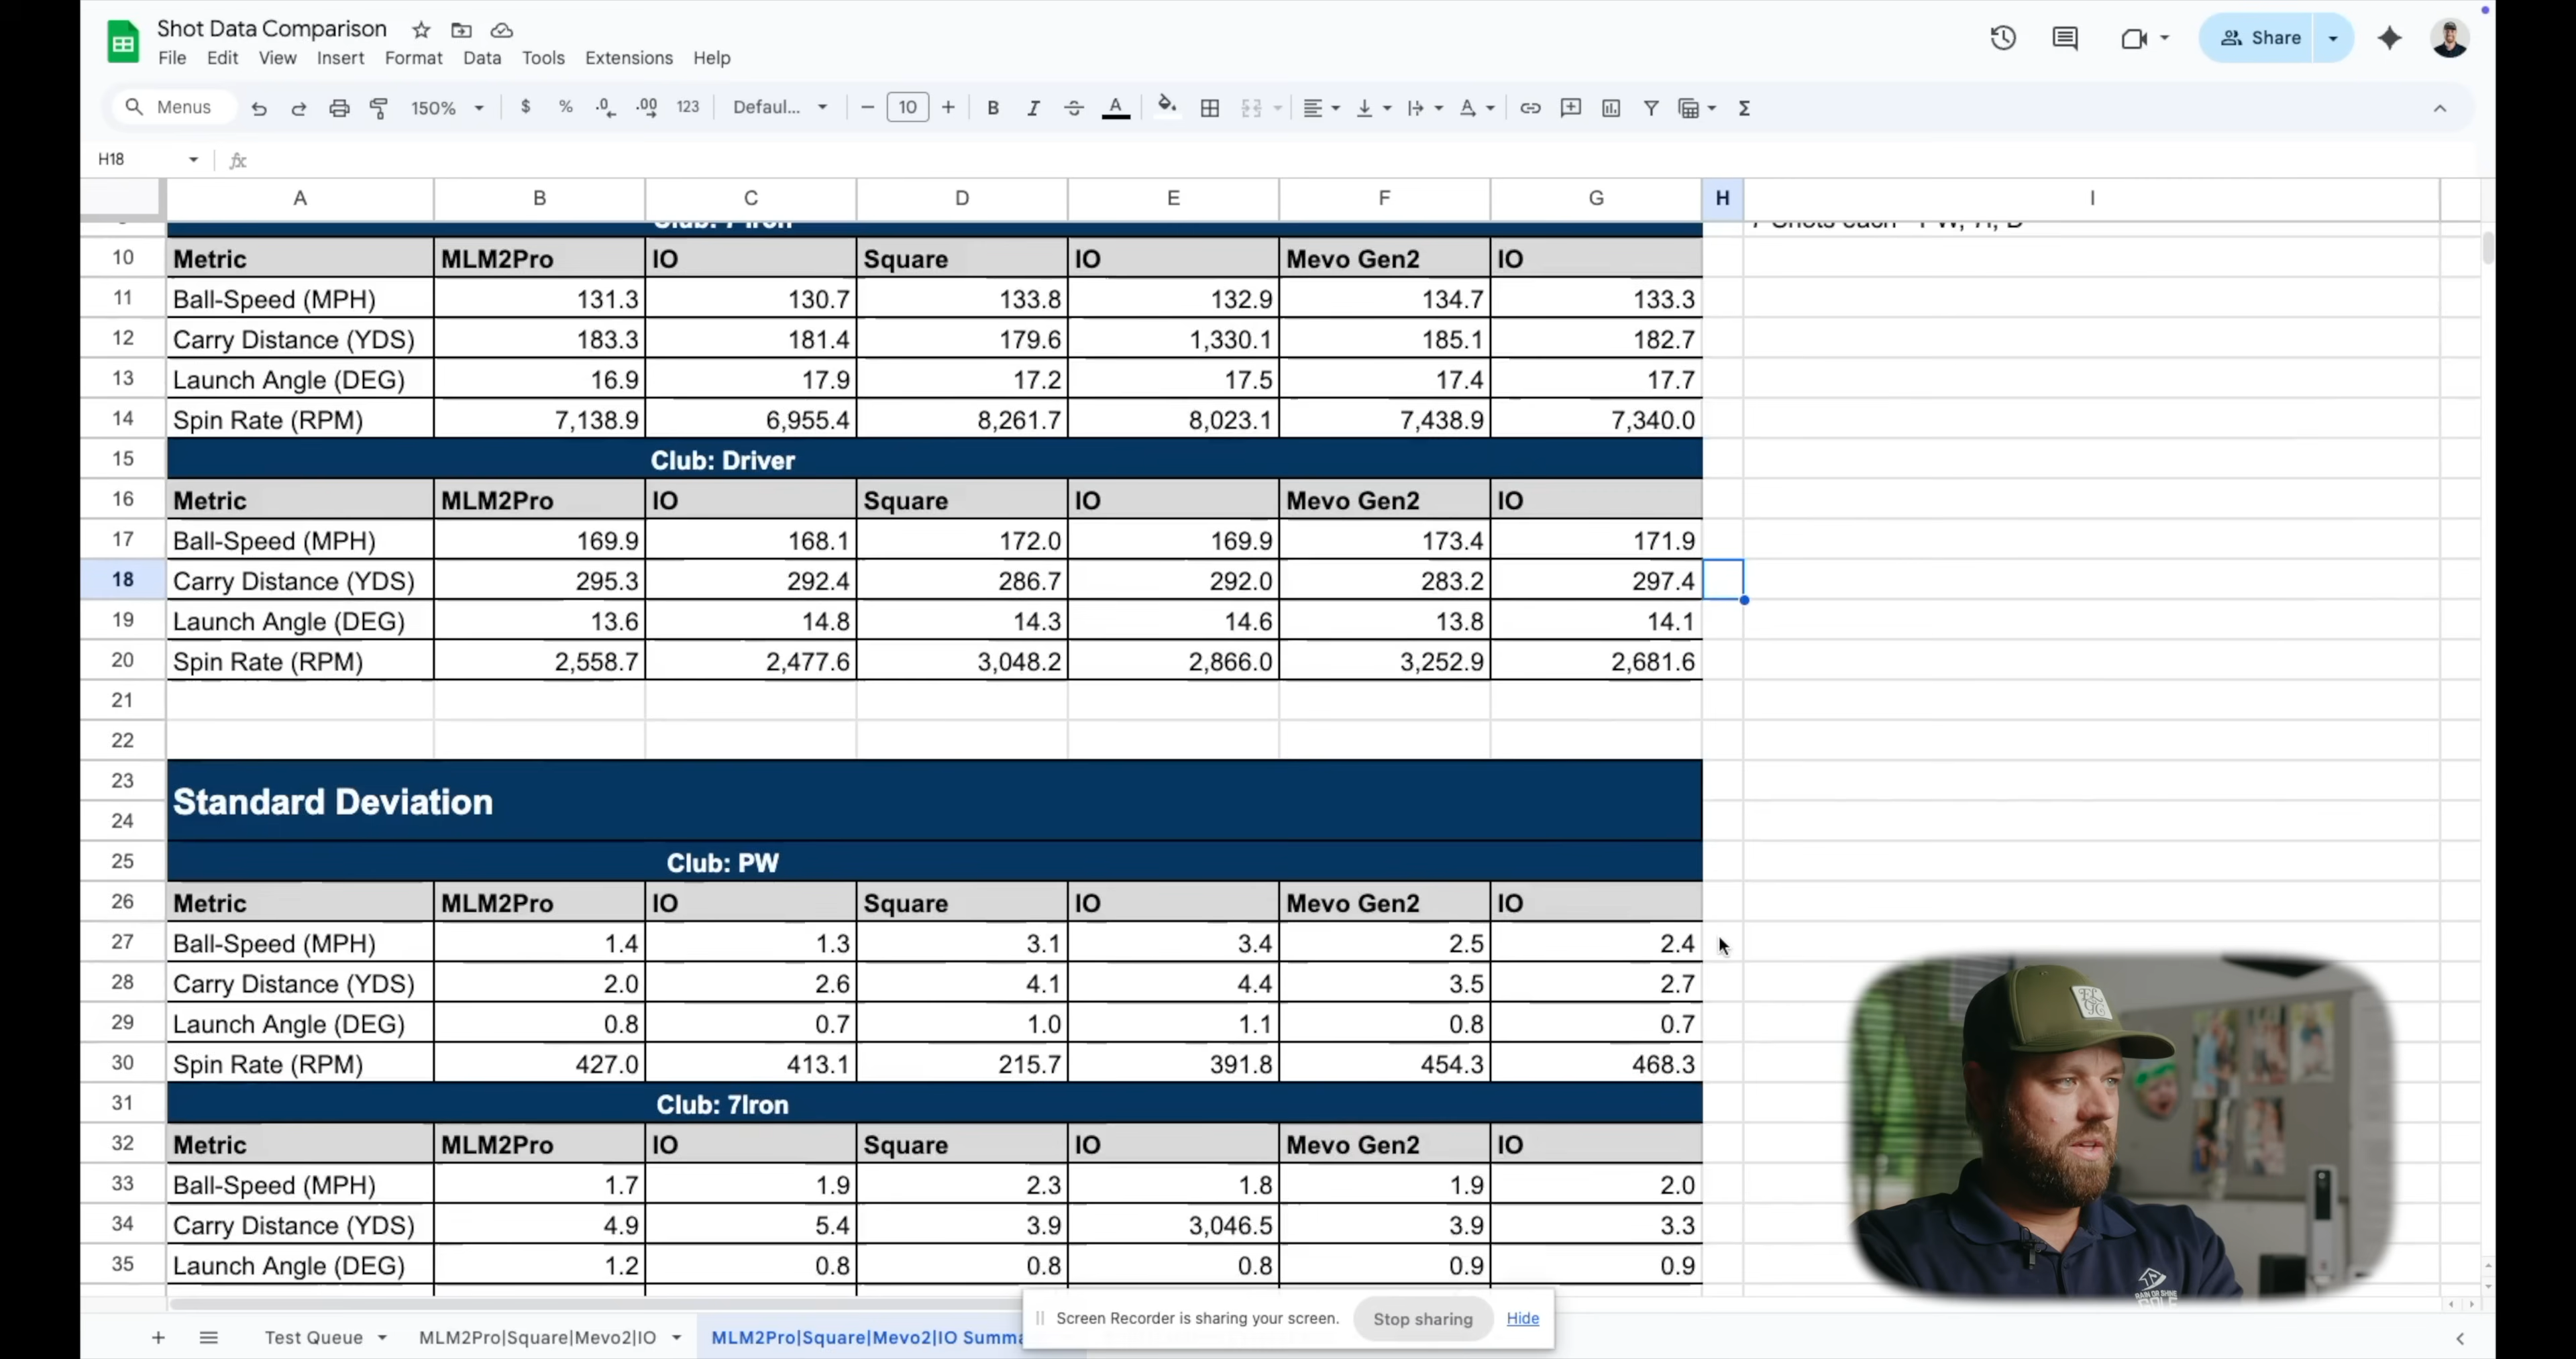 Shot Data Comparison
File Edit View Insert Format Data Tools Extensions Help
Share
Menus 150% $ % .0 .00 123 Defaul... 10 B I A Σ
H18 fx
A B C D E F G H I
Club: 7 Iron 7 Shots each - PW, 7i, D
10 Metric MLM2Pro IO Square IO Mevo Gen2 IO
11 Ball-Speed (MPH) 131.3 130.7 133.8 132.9 134.7 133.3
12 Carry Distance (YDS) 183.3 181.4 179.6 1,330.1 185.1 182.7
13 Launch Angle (DEG) 16.9 17.9 17.2 17.5 17.4 17.7
14 Spin Rate (RPM) 7,138.9 6,955.4 8,261.7 8,023.1 7,438.9 7,340.0
15 Club: Driver
16 Metric MLM2Pro IO Square IO Mevo Gen2 IO
17 Ball-Speed (MPH) 169.9 168.1 172.0 169.9 173.4 171.9
18 Carry Distance (YDS) 295.3 292.4 286.7 292.0 283.2 297.4
19 Launch Angle (DEG) 13.6 14.8 14.3 14.6 13.8 14.1
20 Spin Rate (RPM) 2,558.7 2,477.6 3,048.2 2,866.0 3,252.9 2,681.6
21
22
23
Standard Deviation
24
25 Club: PW
26 Metric MLM2Pro IO Square IO Mevo Gen2 IO
27 Ball-Speed (MPH) 1.4 1.3 3.1 3.4 2.5 2.4
28 Carry Distance (YDS) 2.0 2.6 4.1 4.4 3.5 2.7
29 Launch Angle (DEG) 0.8 0.7 1.0 1.1 0.8 0.7
30 Spin Rate (RPM) 427.0 413.1 215.7 391.8 454.3 468.3
31 Club: 7Iron
32 Metric MLM2Pro IO Square IO Mevo Gen2 IO
33 Ball-Speed (MPH) 1.7 1.9 2.3 1.8 1.9 2.0
34 Carry Distance (YDS) 4.9 5.4 3.9 3,046.5 3.9 3.3
35 Launch Angle (DEG) 1.2 0.8 0.8 0.8 0.9 0.9
RAIN OR SHINE
GOLF
Screen Recorder is sharing your screen. Stop sharing Hide
Test Queue MLM2Pro|Square|Mevo2|IO MLM2Pro|Square|Mevo2|IO Summa